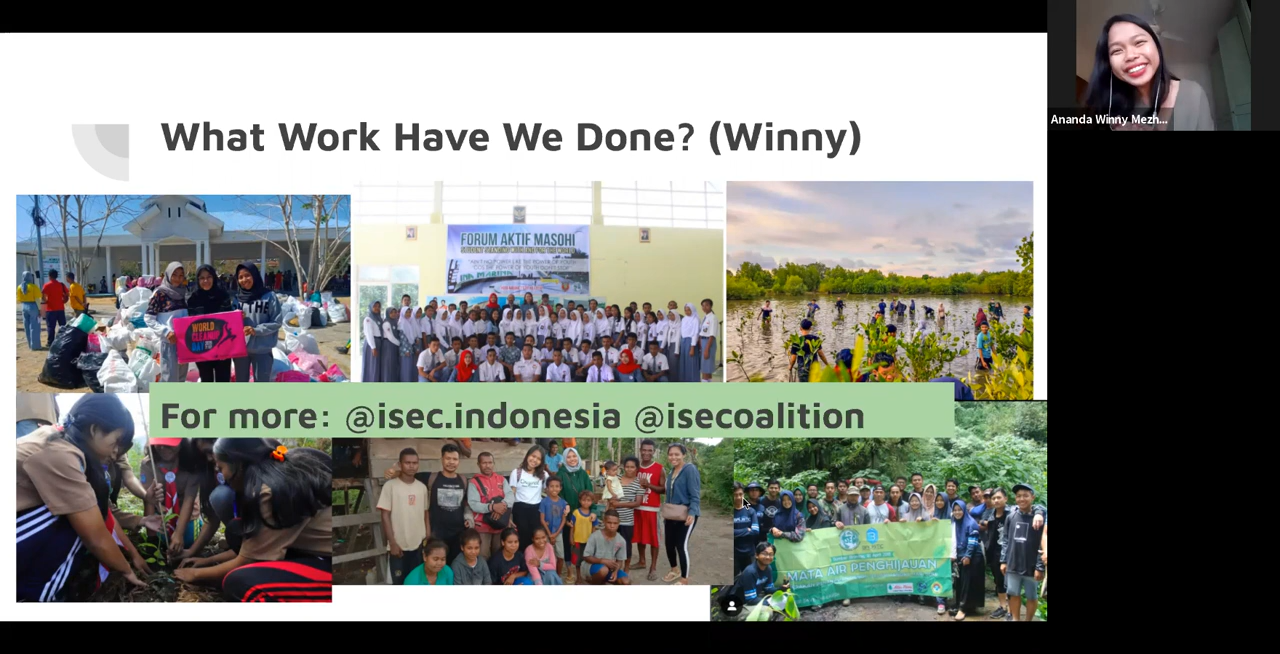 What Work Have We Done? (Winny)
Ananda Winny Mezh...
WORLD
CLEANUP
DAY
FORUM AKTIF MASOHI
For more: @isec.indonesia @isecoalition
MATA AIR PENGHIJAUAN